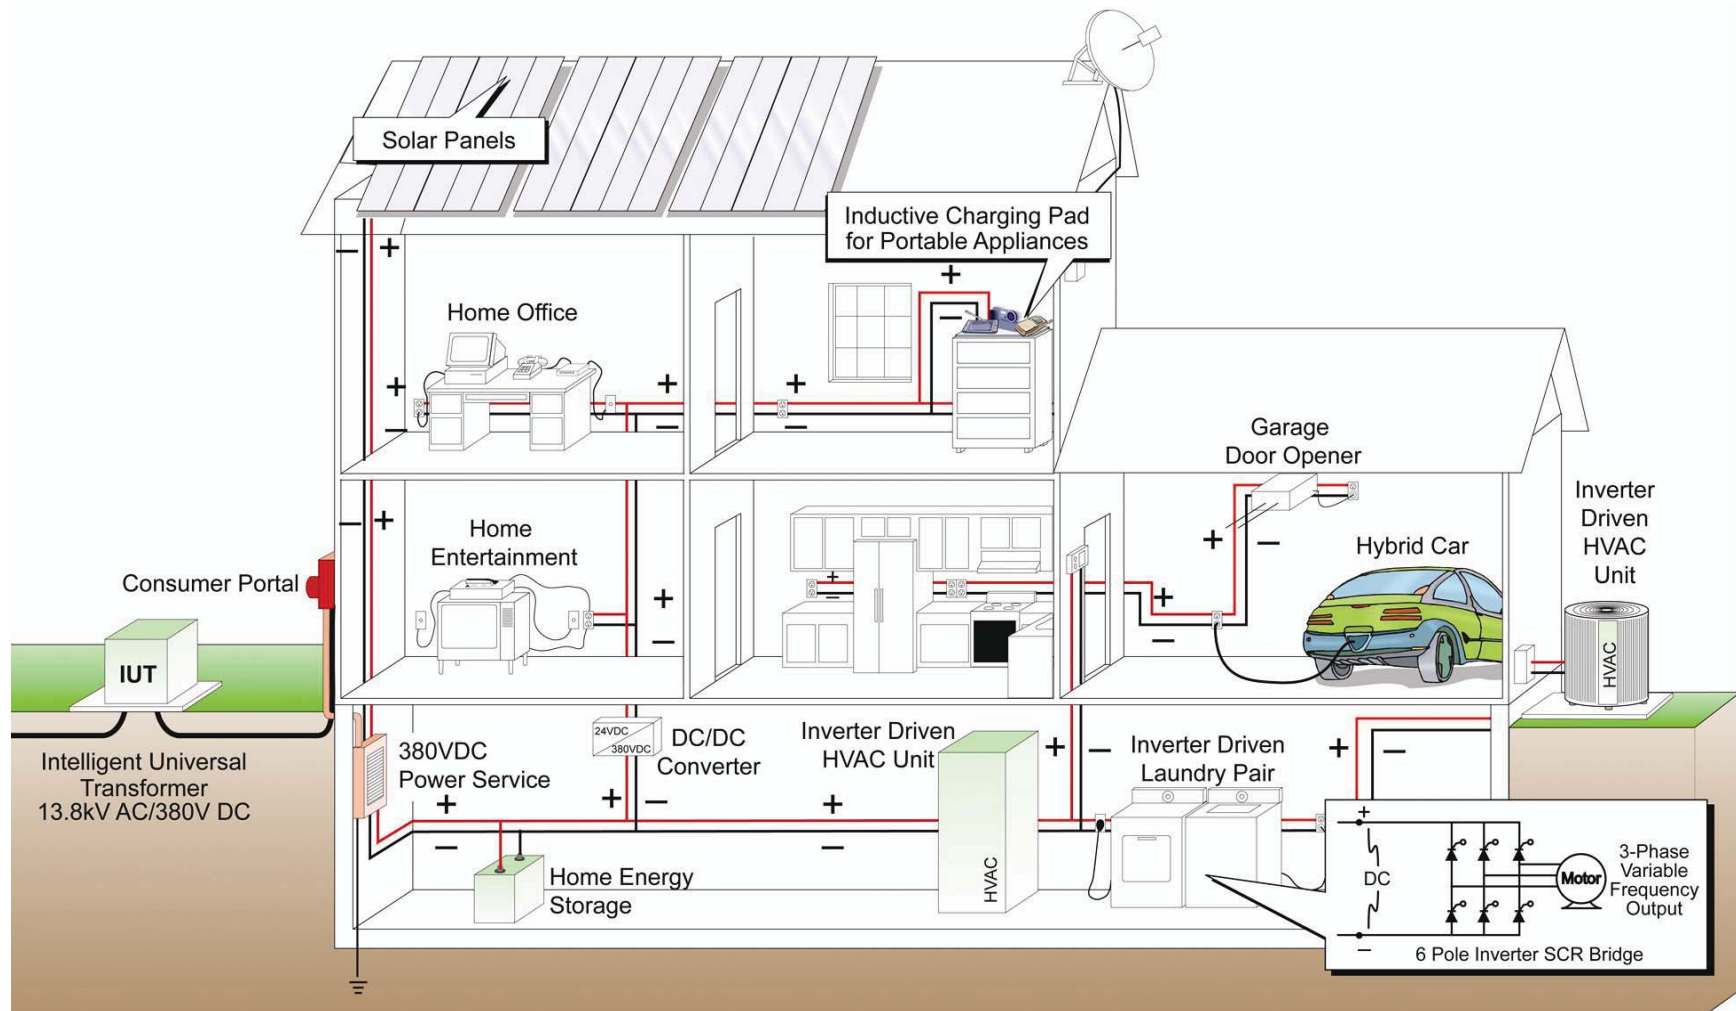 Solar Panels
Inductive Charging Pad
for Portable Appliances
− +
+
−
Home Office
+
−
+
−
+
−
Garage
Door Opener
Inverter
Driven
HVAC
Unit
− +
Home
Entertainment
+
−
+
−
+ −
+
−
Hybrid Car
Consumer Portal
IUT
HVAC
Intelligent Universal
Transformer
13.8kV AC/380V DC
380VDC
Power Service
24VDC
380VDC
DC/DC
Converter
Inverter Driven
HVAC Unit
+ −
Inverter Driven
Laundry Pair
+ −
+ −
+
−
+
−
HVAC
Home Energy
Storage
+
DC
−
Motor
3-Phase
Variable
Frequency
Output
6 Pole Inverter SCR Bridge